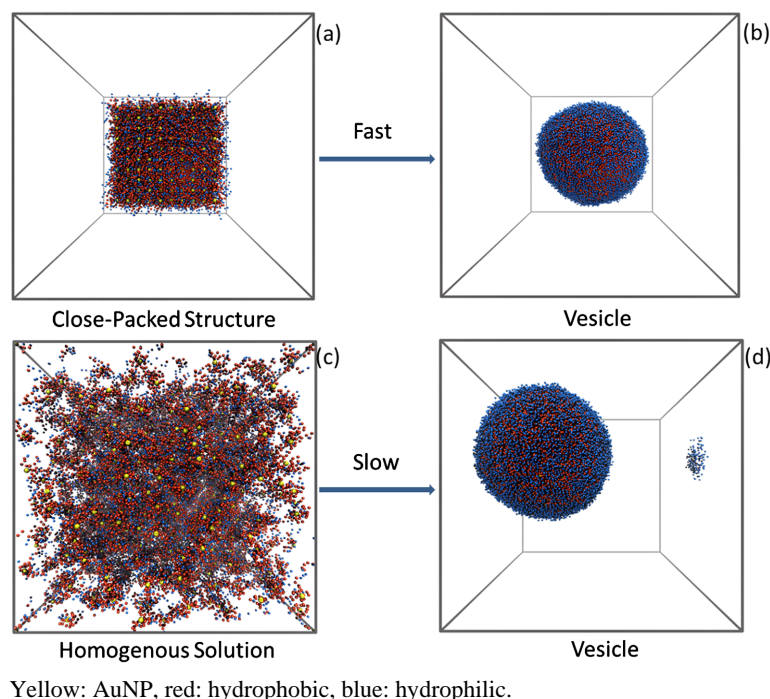 (a)
(b)
Fast
Close-Packed Structure
Vesicle
(c)
(d)
Slow
Homogenous Solution
Vesicle
Yellow: AuNP, red: hydrophobic, blue: hydrophilic.